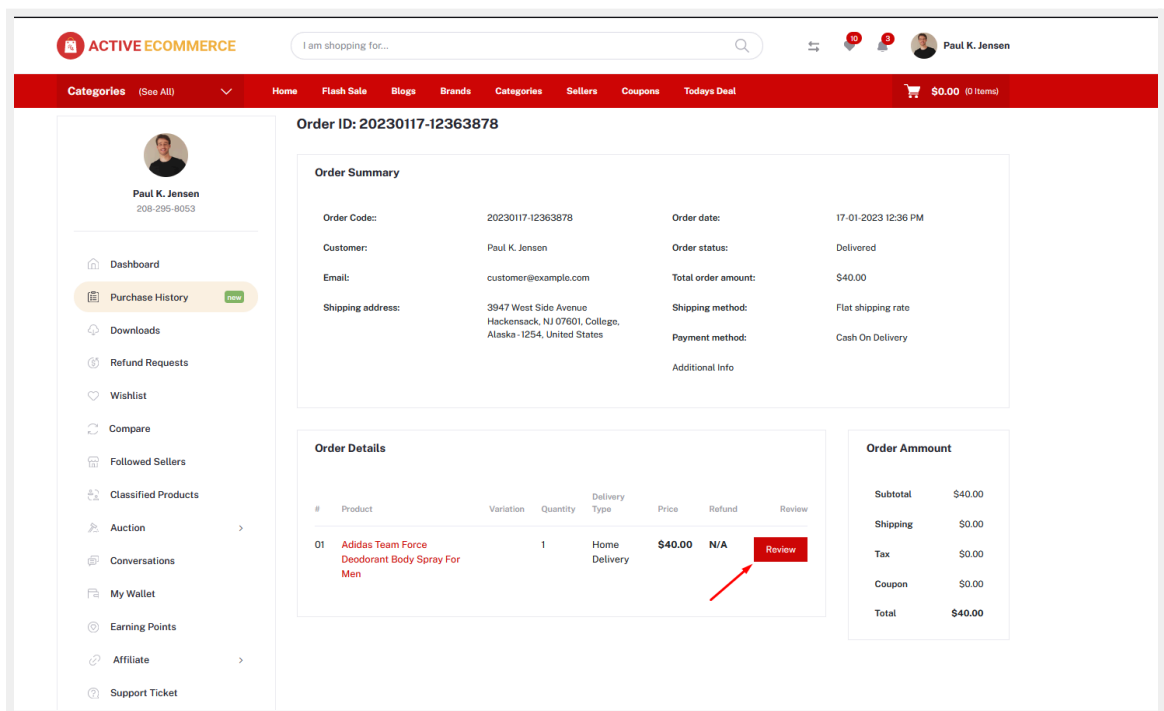 ACTIVE ECOMMERCE
I am shopping for...
10
3
Paul K. Jensen
Categories (See All)
Home Flash Sale Blogs Brands Categories Sellers Coupons Todays Deal
$0.00 (0 Items)
Paul K. Jensen
208-295-8053
Dashboard
Purchase History new
Downloads
Refund Requests
Wishlist
Compare
Followed Sellers
Classified Products
Auction
Conversations
My Wallet
Earning Points
Affiliate
Support Ticket
Order ID: 20230117-12363878
Order Summary
Order Code:: 20230117-12363878
Customer: Paul K. Jensen
Email: customer@example.com
Shipping address: 3947 West Side Avenue
Hackensack, NJ 07601, College,
Alaska - 1254, United States
Order date: 17-01-2023 12:36 PM
Order status: Delivered
Total order amount: $40.00
Shipping method: Flat shipping rate
Payment method: Cash On Delivery
Additional Info
Order Details
# Product Variation Quantity Delivery Type Price Refund Review
01 Adidas Team Force 1 Home $40.00 N/A Review
Deodorant Body Spray For Delivery
Men
Order Ammount
Subtotal $40.00
Shipping $0.00
Tax $0.00
Coupon $0.00
Total $40.00